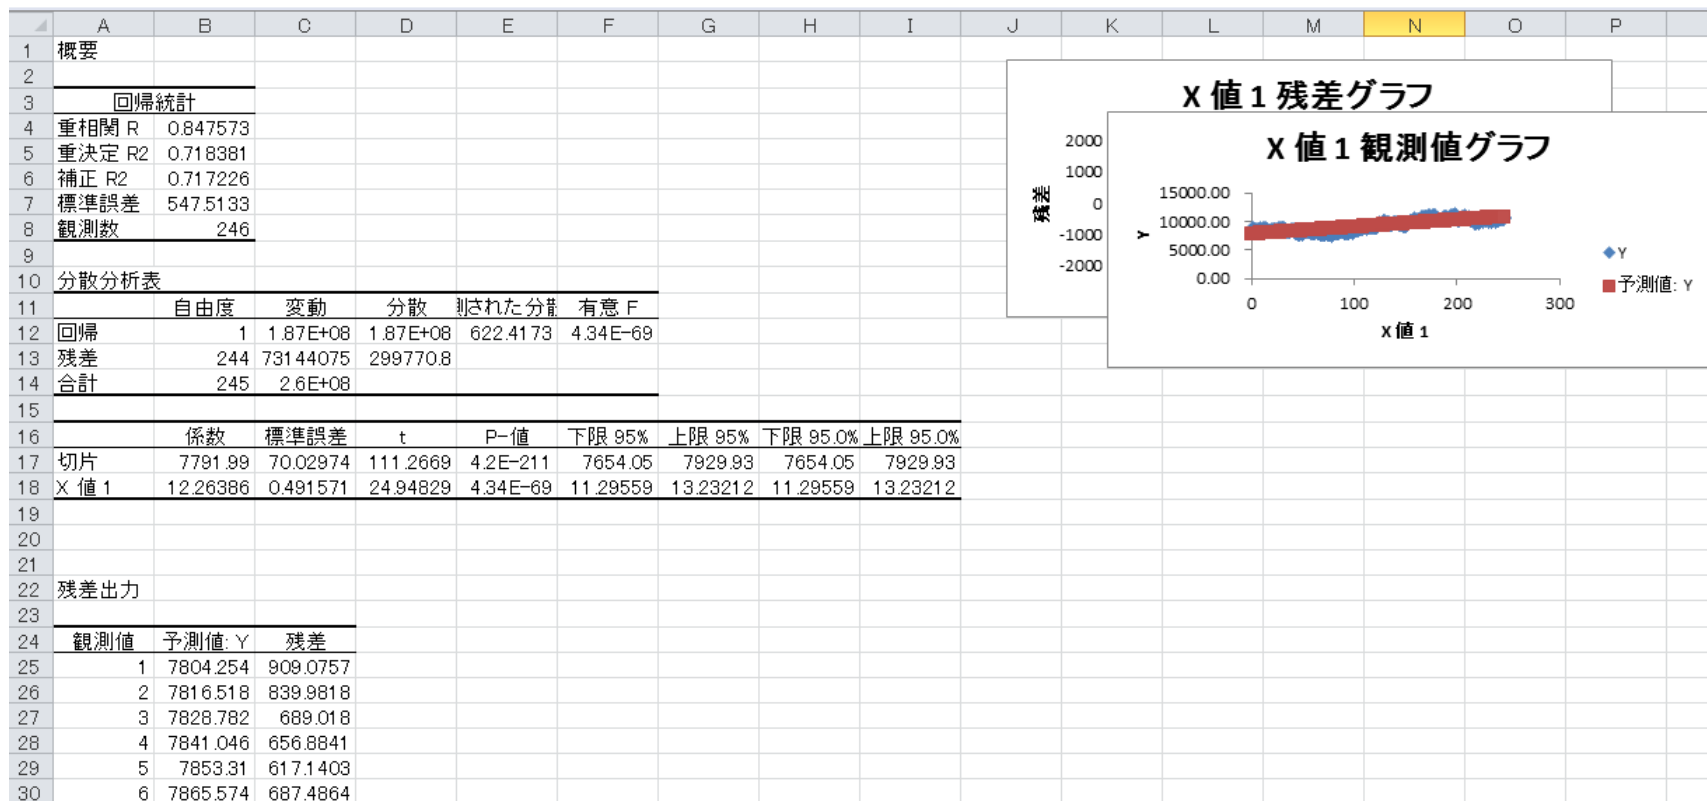 A B C D E F G H I J K L M N O P
1 概要
2
3 回帰統計
4 重相関 R 0.847573
5 重決定 R2 0.718381
6 補正 R2 0.717226
7 標準誤差 547.5133
8 観測数 246
9
10 分散分析表
11 自由度 変動 分散 則された分散 有意 F
12 回帰 1 1.87E+08 1.87E+08 622.4173 4.34E-69
13 残差 244 73144075 299770.8
14 合計 245 2.6E+08
15
16 係数 標準誤差 t P-値 下限 95% 上限 95% 下限 95.0% 上限 95.0%
17 切片 7791.99 70.02974 111.2669 4.2E-211 7654.05 7929.93 7654.05 7929.93
18 X 値 1 12.26386 0.491571 24.94829 4.34E-69 11.29559 13.23212 11.29559 13.23212
19
20
21
22 残差出力
23
24 観測値 予測値: Y 残差
25 1 7804.254 909.0757
26 2 7816.518 839.9818
27 3 7828.782 689.018
28 4 7841.046 656.8841
29 5 7853.31 617.1403
30 6 7865.574 687.4864
X 値 1 残差グラフ
2000
1000
0
-1000
-2000
残差
X 値 1 観測値グラフ
15000.00
10000.00
5000.00
0.00
Y
0 100 200 300
X 値 1
Y
予測値: Y